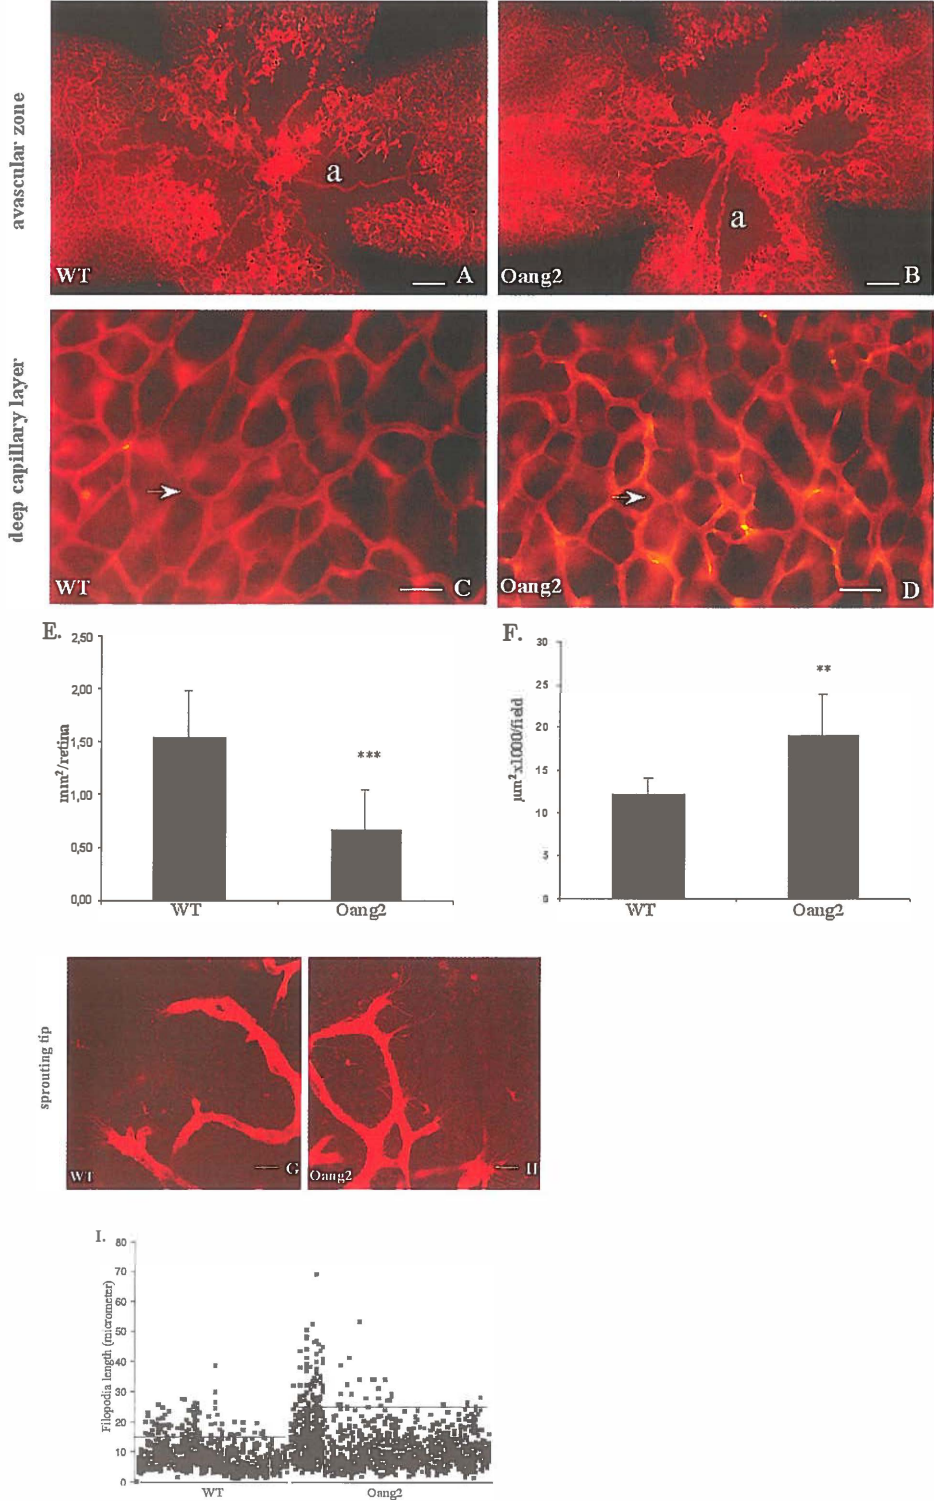 avascular zone
a
WT
A
a
Oang2
B
deep capillary layer
WT
C
Oang2
D
E.
2,50
2,00
1,50
1,00
0,50
0,00
mm²/retina
***
WT
Oang2
F.
30
25
20
15
10
5
0
µm²x1000/field
**
WT
Oang2
sprouting tip
WT
G
Oang2
H
I.
80
70
60
50
40
30
20
10
0
Filopodia length (micrometer)
WT
Oang2